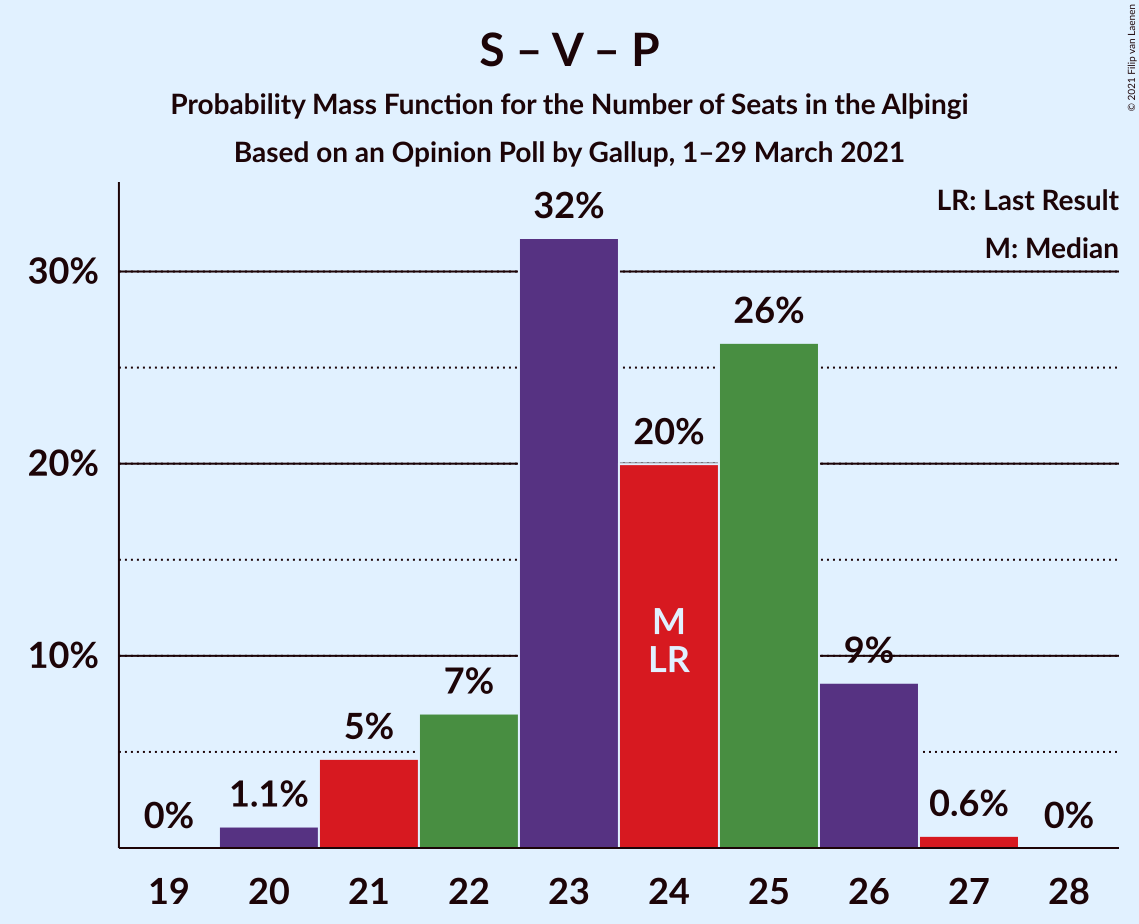 S – V – P
Probability Mass Function for the Number of Seats in the Alþingi
Based on an Opinion Poll by Gallup, 1–29 March 2021
© 2021 Filip van Laenen
LR: Last Result
M: Median
30%
20%
10%
0%
1.1%
5%
7%
32%
20%
26%
9%
0.6%
0%
M
LR
19 20 21 22 23 24 25 26 27 28